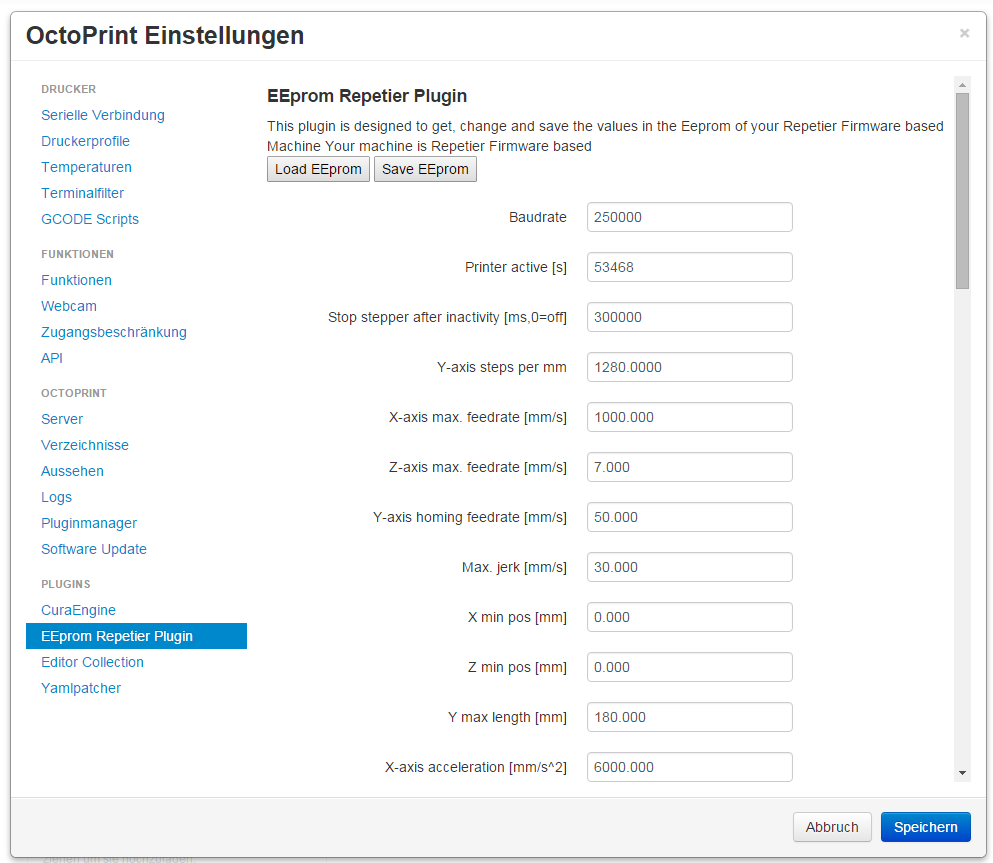 OctoPrint Einstellungen
×
DRUCKER
Serielle Verbindung
Druckerprofile
Temperaturen
Terminalfilter
GCODE Scripts
FUNKTIONEN
Funktionen
Webcam
Zugangsbeschränkung
API
OCTOPRINT
Server
Verzeichnisse
Aussehen
Logs
Pluginmanager
Software Update
PLUGINS
CuraEngine
EEprom Repetier Plugin
Editor Collection
Yamlpatcher
EEprom Repetier Plugin
This plugin is designed to get, change and save the values in the Eeprom of your Repetier Firmware based
Machine Your machine is Repetier Firmware based
Load EEprom Save EEprom
Baudrate 250000
Printer active [s] 53468
Stop stepper after inactivity [ms,0=off] 300000
Y-axis steps per mm 1280.0000
X-axis max. feedrate [mm/s] 1000.000
Z-axis max. feedrate [mm/s] 7.000
Y-axis homing feedrate [mm/s] 50.000
Max. jerk [mm/s] 30.000
X min pos [mm] 0.000
Z min pos [mm] 0.000
Y max length [mm] 180.000
X-axis acceleration [mm/s^2] 6000.000
Abbruch Speichern
Ziehen um sie hochzuladen.